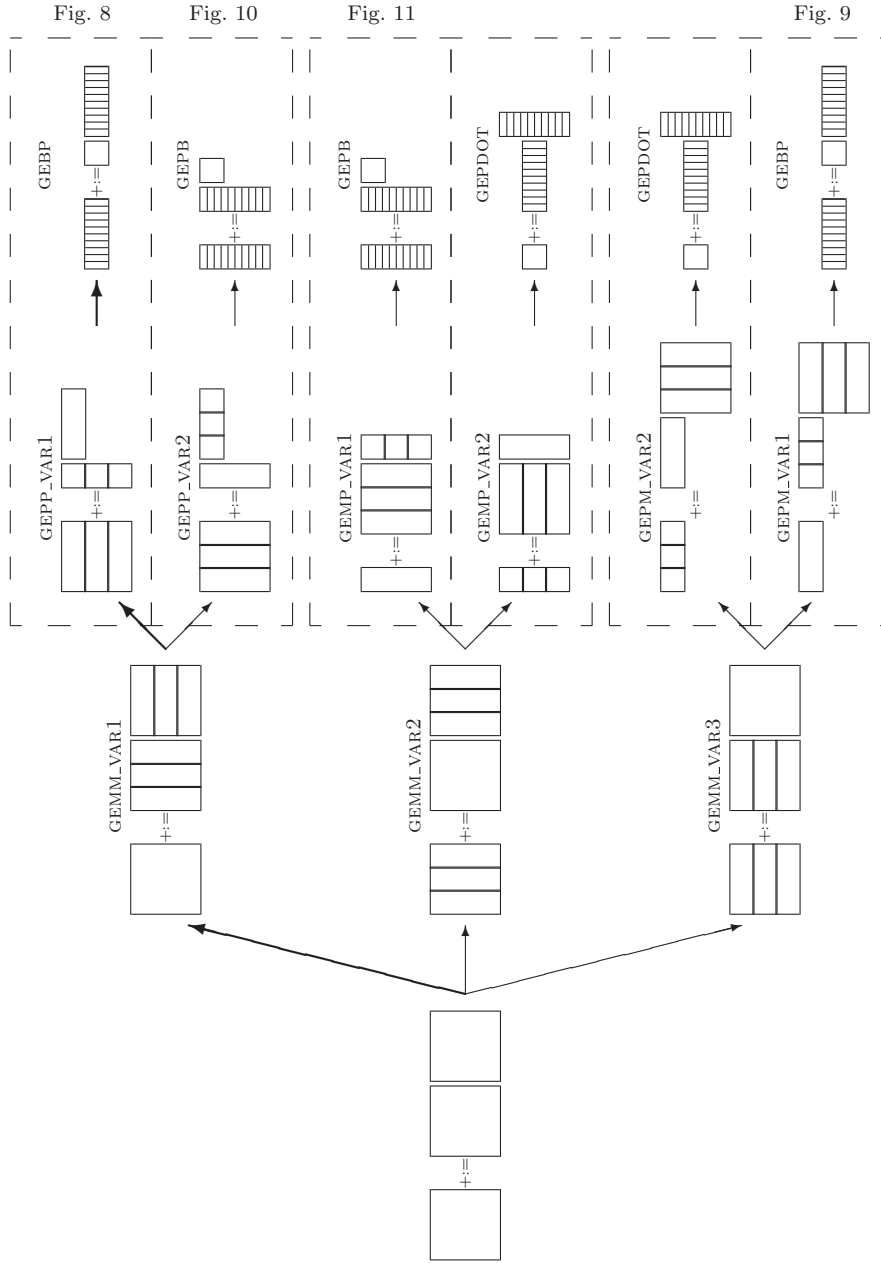 Fig. 8
Fig. 10
Fig. 11
Fig. 9
GEBP
+:=
GEPB
+:=
GEPB
+:=
GEPDOT
+:=
GEPDOT
+:=
GEBP
+:=
GEPP_VAR1
+:=
GEPP_VAR2
+:=
GEMP_VAR1
+:=
GEMP_VAR2
+:=
GEPM_VAR2
+:=
GEPM_VAR1
+:=
GEMM_VAR1
+:=
GEMM_VAR2
+:=
GEMM_VAR3
+:=
+:=